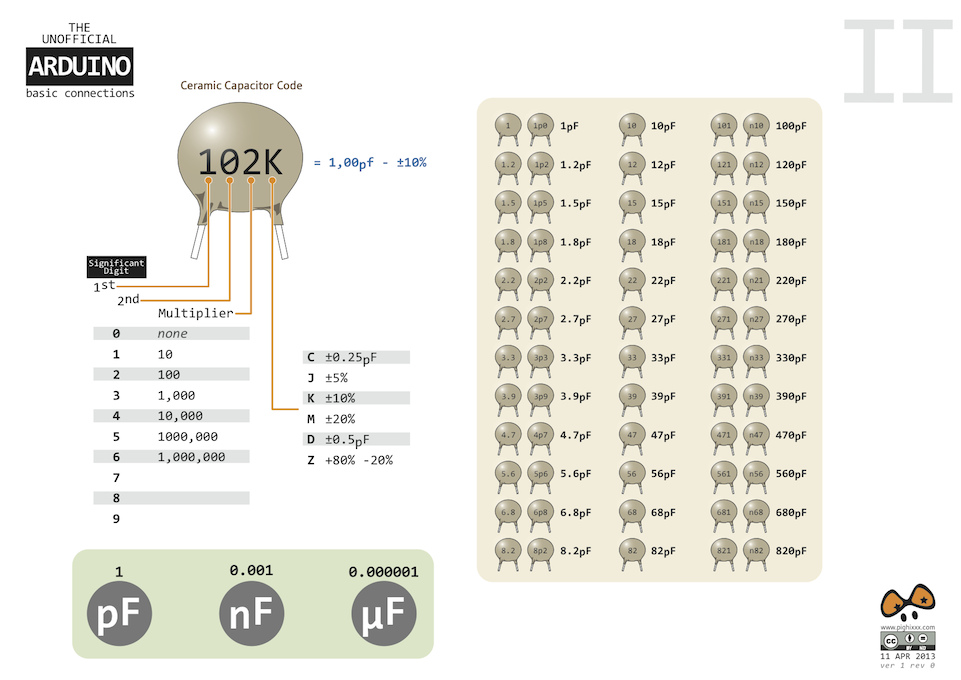 THE
UNOFFICIAL
ARDUINO
basic connections
II
Ceramic Capacitor Code
102K
= 1,00pf - ±10%
Significant
Digit
1st
2nd
Multiplier
0 none
1 10
2 100
3 1,000
4 10,000
5 1000,000
6 1,000,000
7
8
9
C ±0.25pF
J ±5%
K ±10%
M ±20%
D ±0.5pF
Z +80% -20%
1 0.001 0.000001
pF nF µF
1 1p0 1pF 10 10pF 101 n10 100pF
1.2 1p2 1.2pF 12 12pF 121 n12 120pF
1.5 1p5 1.5pF 15 15pF 151 n15 150pF
1.8 1p8 1.8pF 18 18pF 181 n18 180pF
2.2 2p2 2.2pF 22 22pF 221 n21 220pF
2.7 2p7 2.7pF 27 27pF 271 n27 270pF
3.3 3p3 3.3pF 33 33pF 331 n33 330pF
3.9 3p9 3.9pF 39 39pF 391 n39 390pF
4.7 4p7 4.7pF 47 47pF 471 n47 470pF
5.6 5p6 5.6pF 56 56pF 561 n56 560pF
6.8 6p8 6.8pF 68 68pF 681 n68 680pF
8.2 8p2 8.2pF 82 82pF 821 n82 820pF
www.pighixxx.com
cc
BY ND
11 APR 2013
ver 1 rev 0